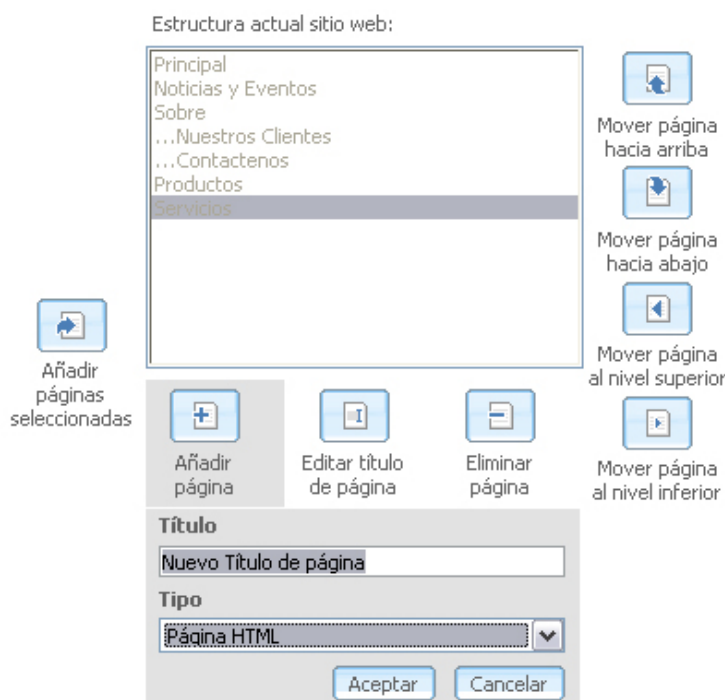 Estructura actual sitio web:
Principal
Noticias y Eventos
Sobre
...Nuestros Clientes
...Contactenos
Productos
Servicios
Mover página
hacia arriba
Mover página
hacia abajo
Mover página
al nivel superior
Mover página
al nivel inferior
Añadir
páginas
seleccionadas
Añadir
página
Editar título
de página
Eliminar
página
Título
Nuevo Título de página
Tipo
Página HTML
Aceptar
Cancelar